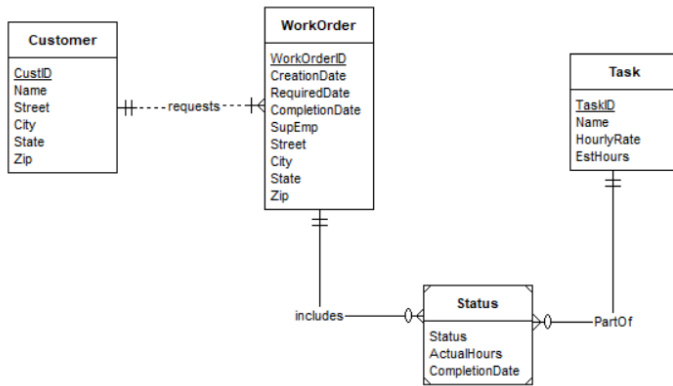 Customer
CustID
Name
Street
City
State
Zip
requests
WorkOrder
WorkOrderID
CreationDate
RequiredDate
CompletionDate
SupEmp
Street
City
State
Zip
Task
TaskID
Name
HourlyRate
EstHours
includes
Status
Status
ActualHours
CompletionDate
PartOf